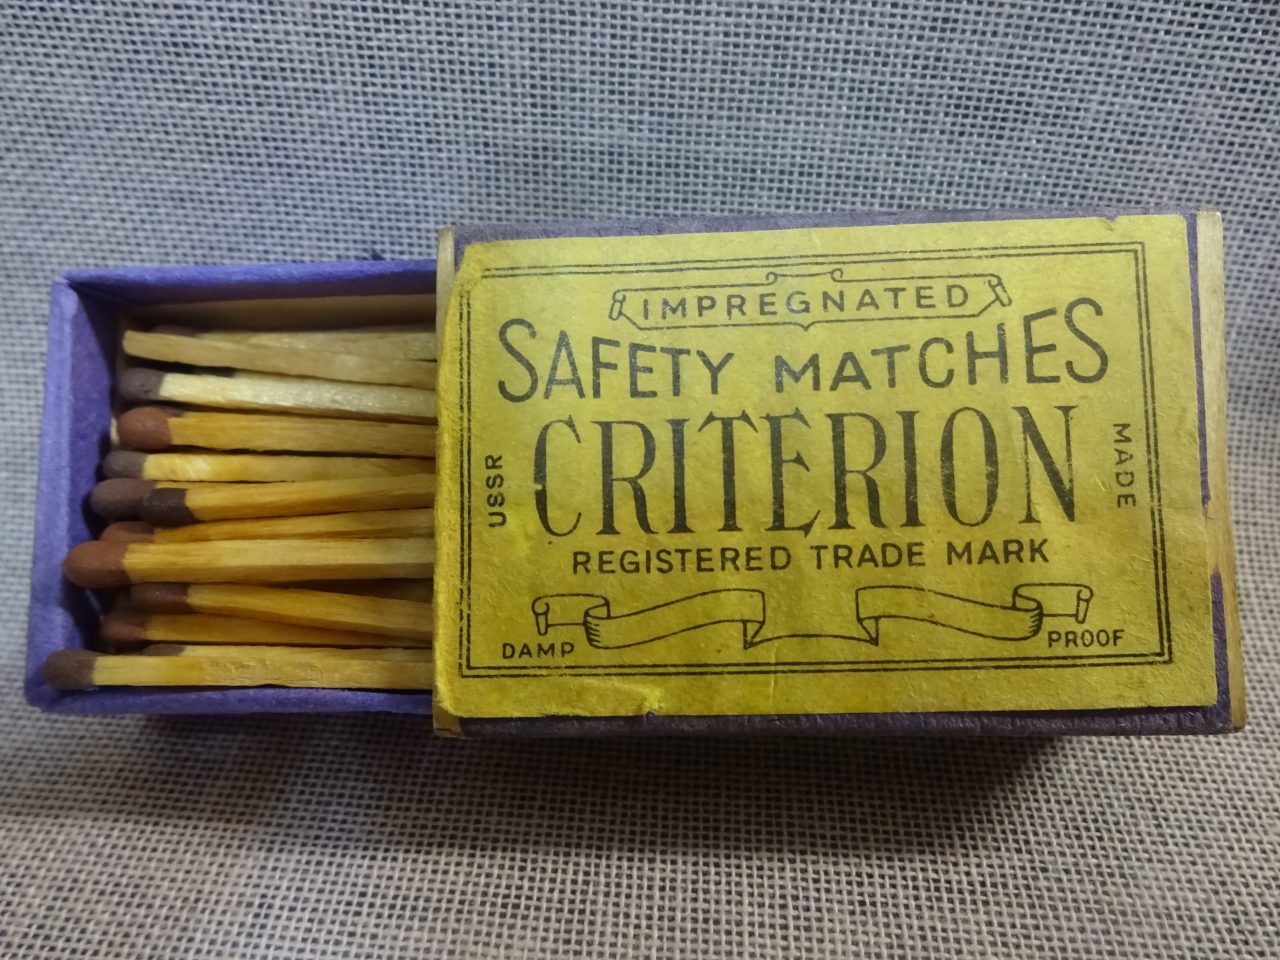 IMPREGNATED
SAFETY MATCHES
CRITERION
USSR
MADE
REGISTERED TRADE MARK
DAMP
PROOF